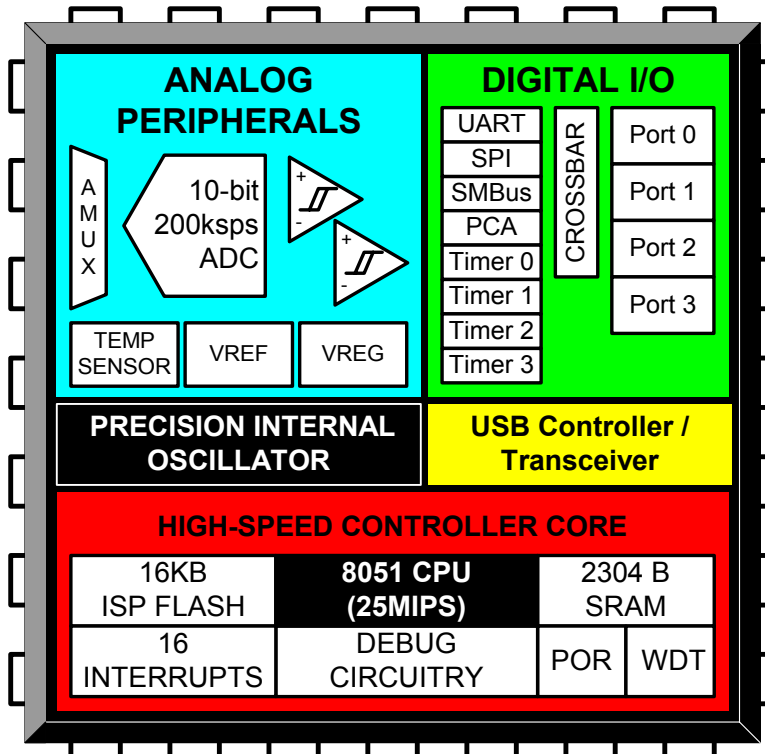 ANALOG
PERIPHERALS
A
M
U
X
10-bit
200ksps
ADC
+
-
+
-
TEMP
SENSOR
VREF
VREG
DIGITAL I/O
UART
SPI
SMBus
PCA
Timer 0
Timer 1
Timer 2
Timer 3
CROSSBAR
Port 0
Port 1
Port 2
Port 3
PRECISION INTERNAL
OSCILLATOR
USB Controller /
Transceiver
HIGH-SPEED CONTROLLER CORE
16KB
ISP FLASH
8051 CPU
(25MIPS)
2304 B
SRAM
16
INTERRUPTS
DEBUG
CIRCUITRY
POR
WDT